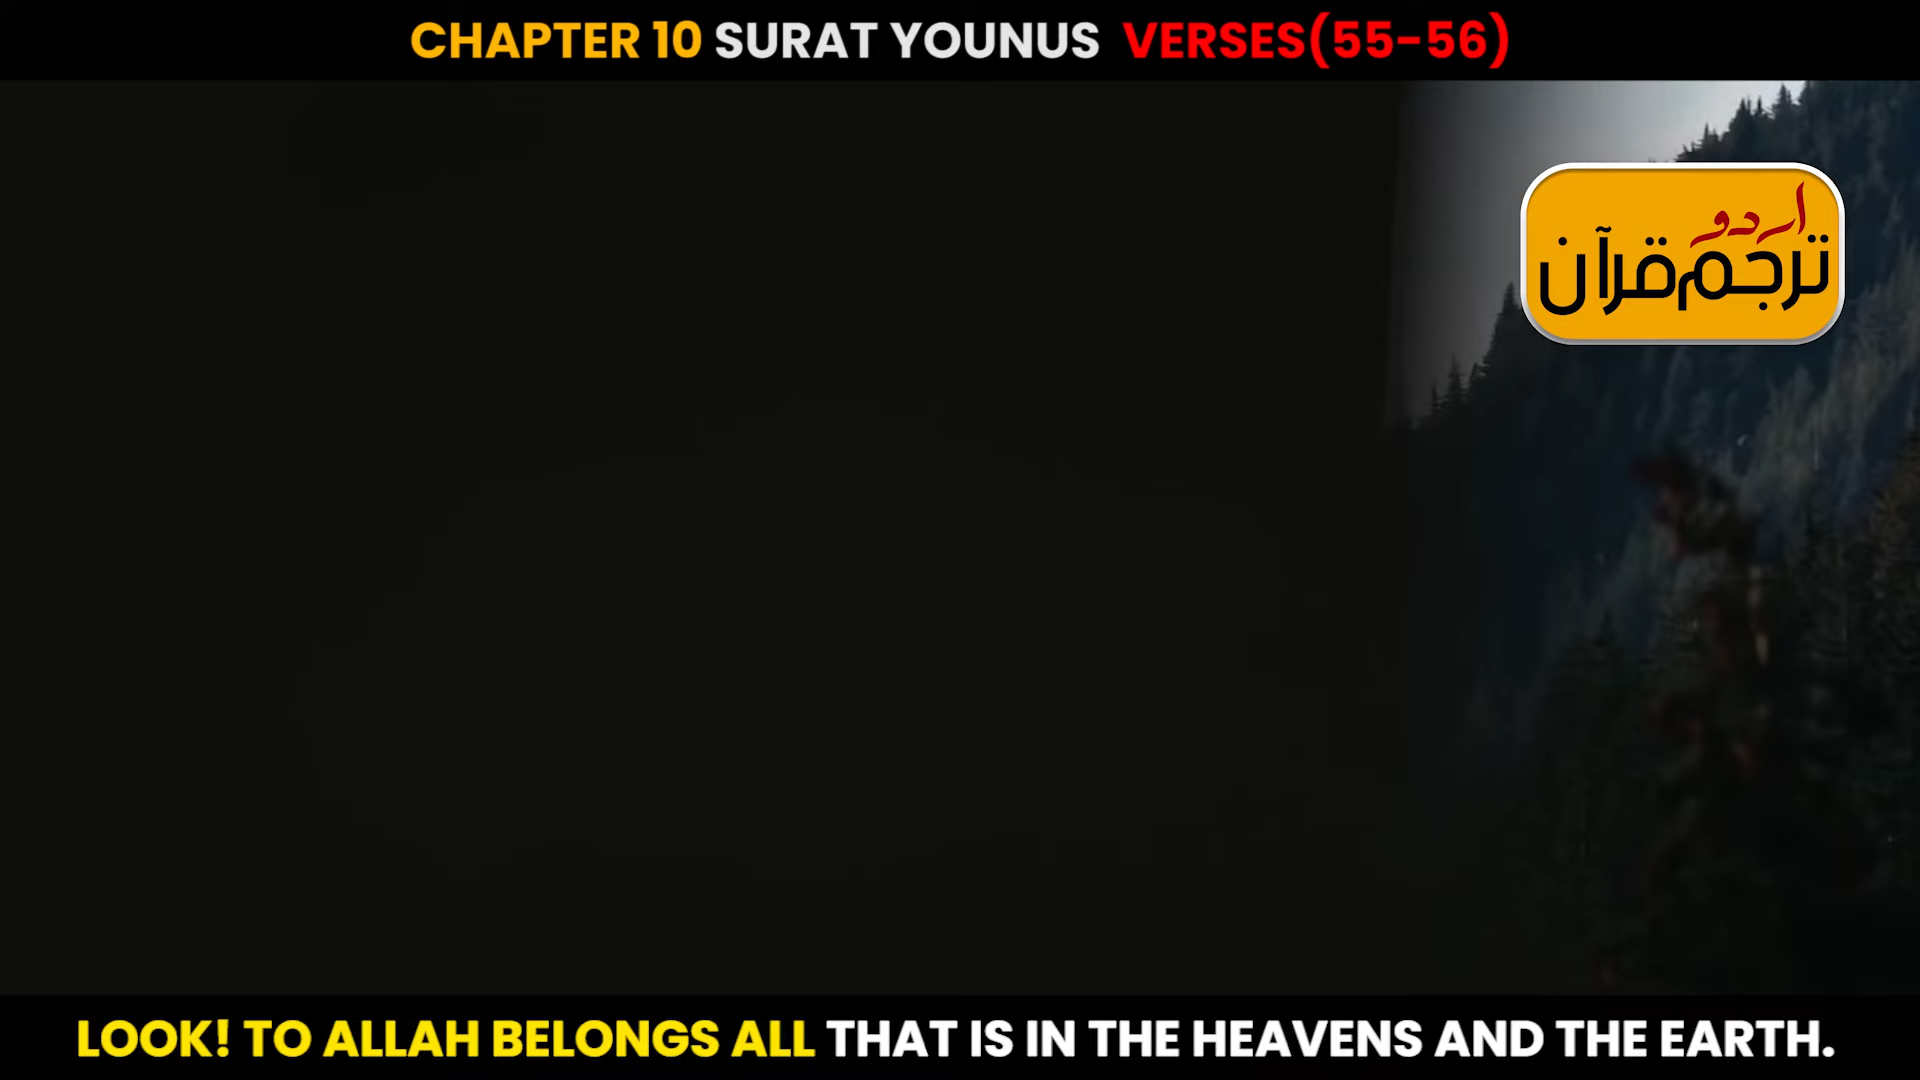 CHAPTER 10 SURAT YOUNUS VERSES(55-56)
اردو
ترجم قرآن
LOOK! TO ALLAH BELONGS ALL THAT IS IN THE HEAVENS AND THE EARTH.